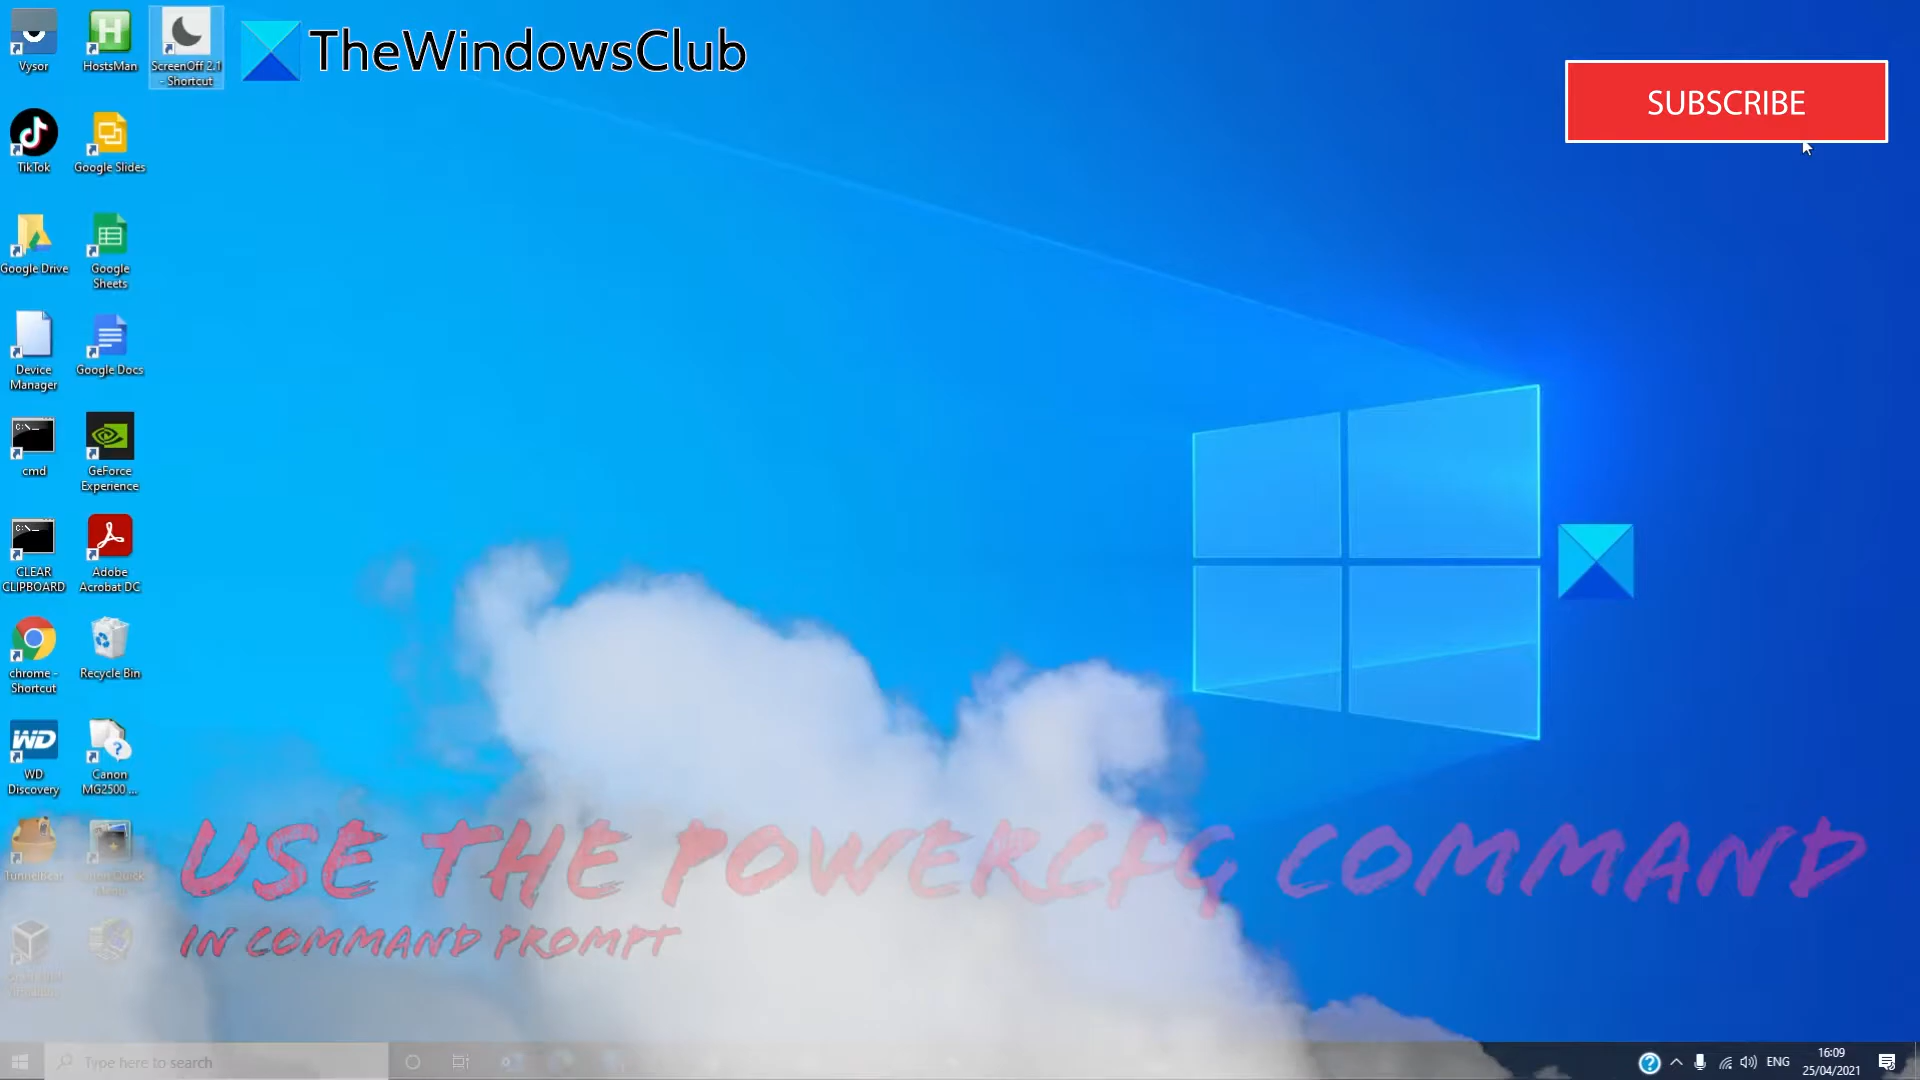 TheWindowsClub
SUBSCRIBE
Vysor
HostsMan
ScreenOff 2.1
- Shortcut
TikTok
Google Slides
Google Drive
Google
Sheets
Device
Manager
Google Docs
cmd
GeForce
Experience
CLEAR
CLIPBOARD
Adobe
Acrobat DC
chrome -
Shortcut
Recycle Bin
WD
WD
Discovery
Canon
MG2500 ...
TunnelBear
USE THE POWERCFG COMMAND
IN COMMAND PROMPT
Type here to search
ENG
16:09
25/04/2021